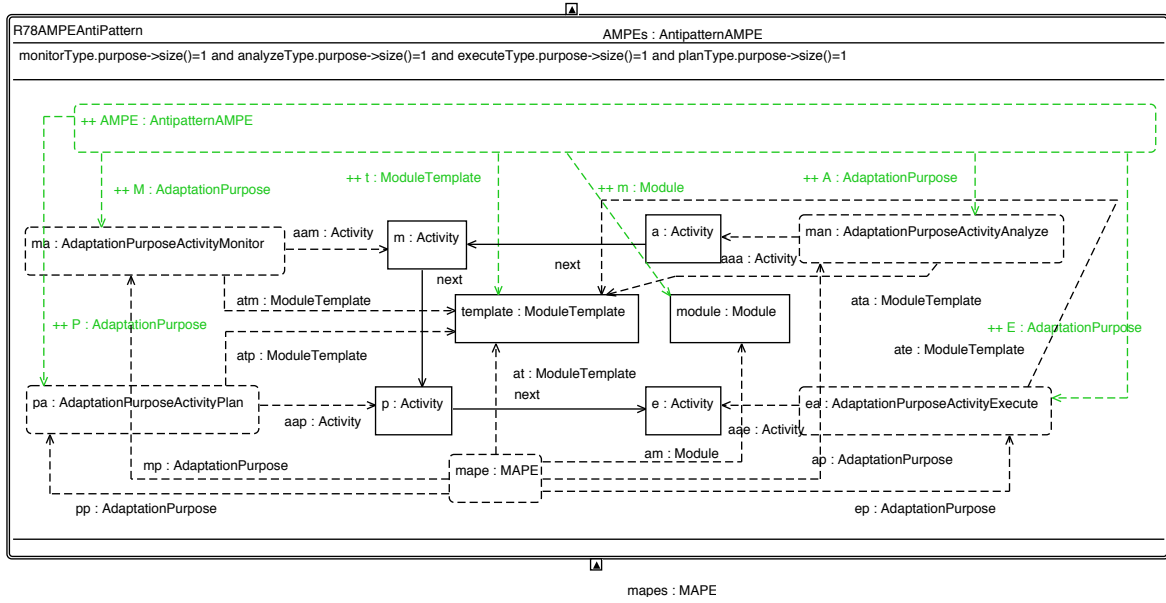 R78AMPEAntiPattern
AMPEs : AntipatternAMPE
monitorType.purpose->size()=1 and analyzeType.purpose->size()=1 and executeType.purpose->size()=1 and planType.purpose->size()=1
++ AMPE : AntipatternAMPE
++ M : AdaptationPurpose
++ t : ModuleTemplate
++ m : Module
++ A : AdaptationPurpose
ma : AdaptationPurposeActivityMonitor
aam : Activity
m : Activity
a : Activity
man : AdaptationPurposeActivityAnalyze
aaa : Activity
next
next
atm : ModuleTemplate
template : ModuleTemplate
module : Module
ata : ModuleTemplate
++ P : AdaptationPurpose
++ E : AdaptationPurpose
atp : ModuleTemplate
at : ModuleTemplate
ate : ModuleTemplate
pa : AdaptationPurposeActivityPlan
aap : Activity
p : Activity
next
e : Activity
aae : Activity
ea : AdaptationPurposeActivityExecute
mp : AdaptationPurpose
mape : MAPE
am : Module
ap : AdaptationPurpose
pp : AdaptationPurpose
ep : AdaptationPurpose
mapes : MAPE